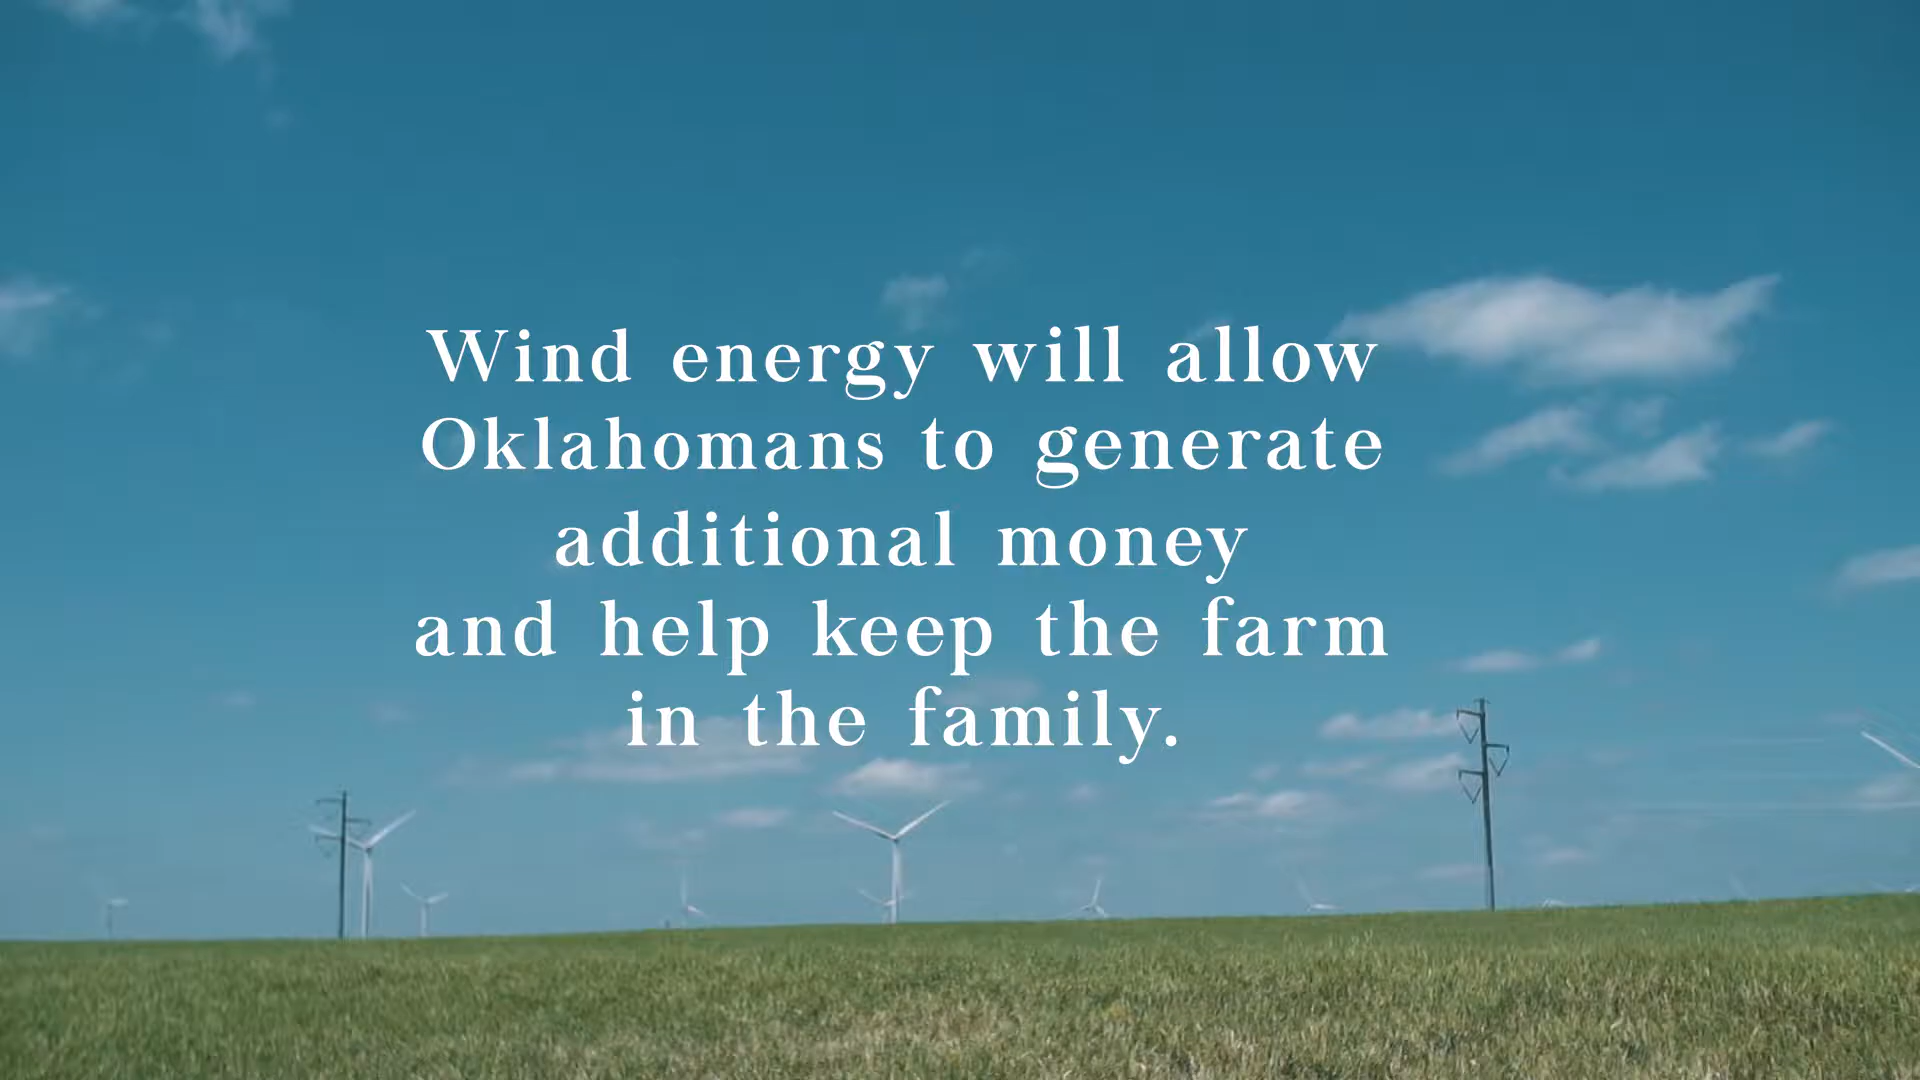 Wind energy will allow
Oklahomans to generate
additional money
and help keep the farm
in the family.